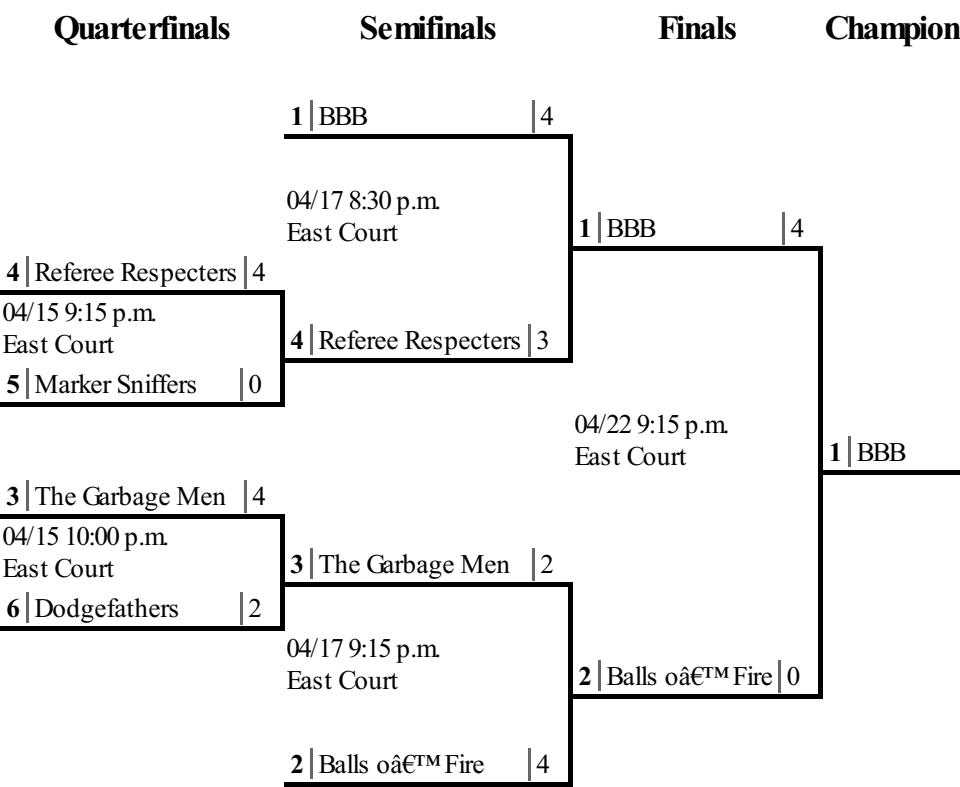 Quarterfinals Semifinals Finals Champion
1 BBB 4
04/17 8:30 p.m.
East Court
1 BBB 4
4 Referee Respecters 4
04/15 9:15 p.m.
East Court
4 Referee Respecters 3
5 Marker Sniffers 0
04/22 9:15 p.m.
East Court
1 BBB
3 The Garbage Men 4
04/15 10:00 p.m.
East Court
3 The Garbage Men 2
6 Dodgefathers 2
04/17 9:15 p.m.
East Court
2 Balls oâ€™ Fire 0
2 Balls oâ€™ Fire 4